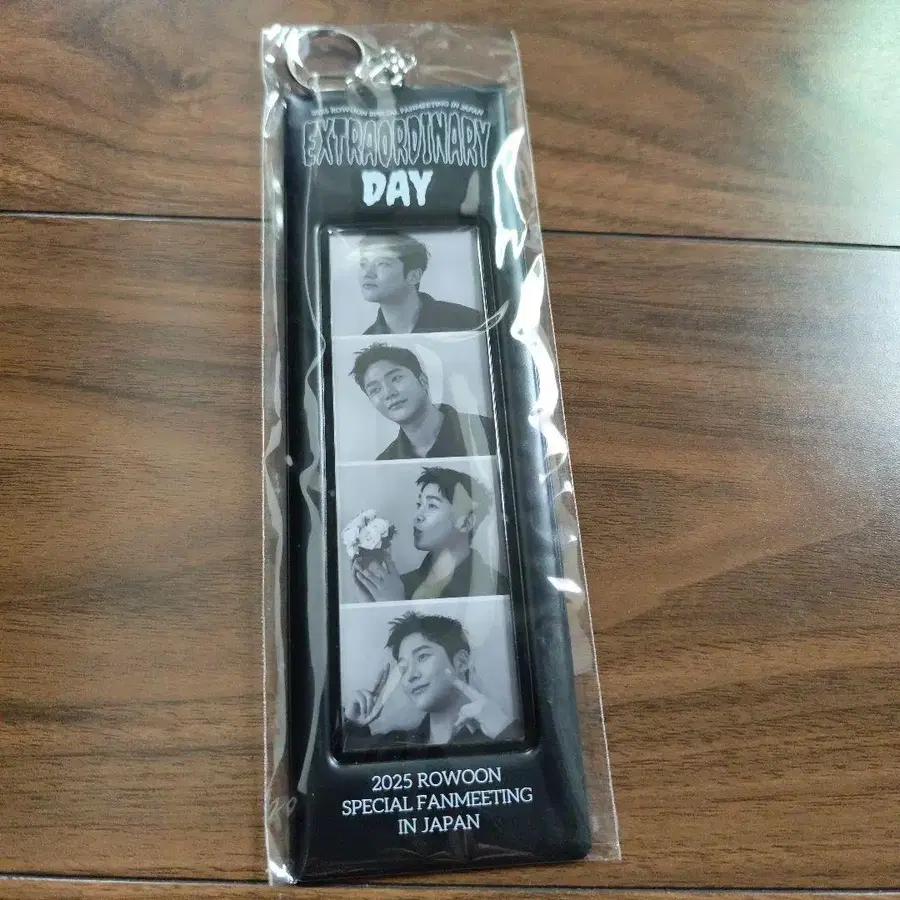 2025 ROWOON SPECIAL FANMEETING IN JAPAN
EXTRAORDINARY
DAY
2025 ROWOON
SPECIAL FANMEETING
IN JAPAN